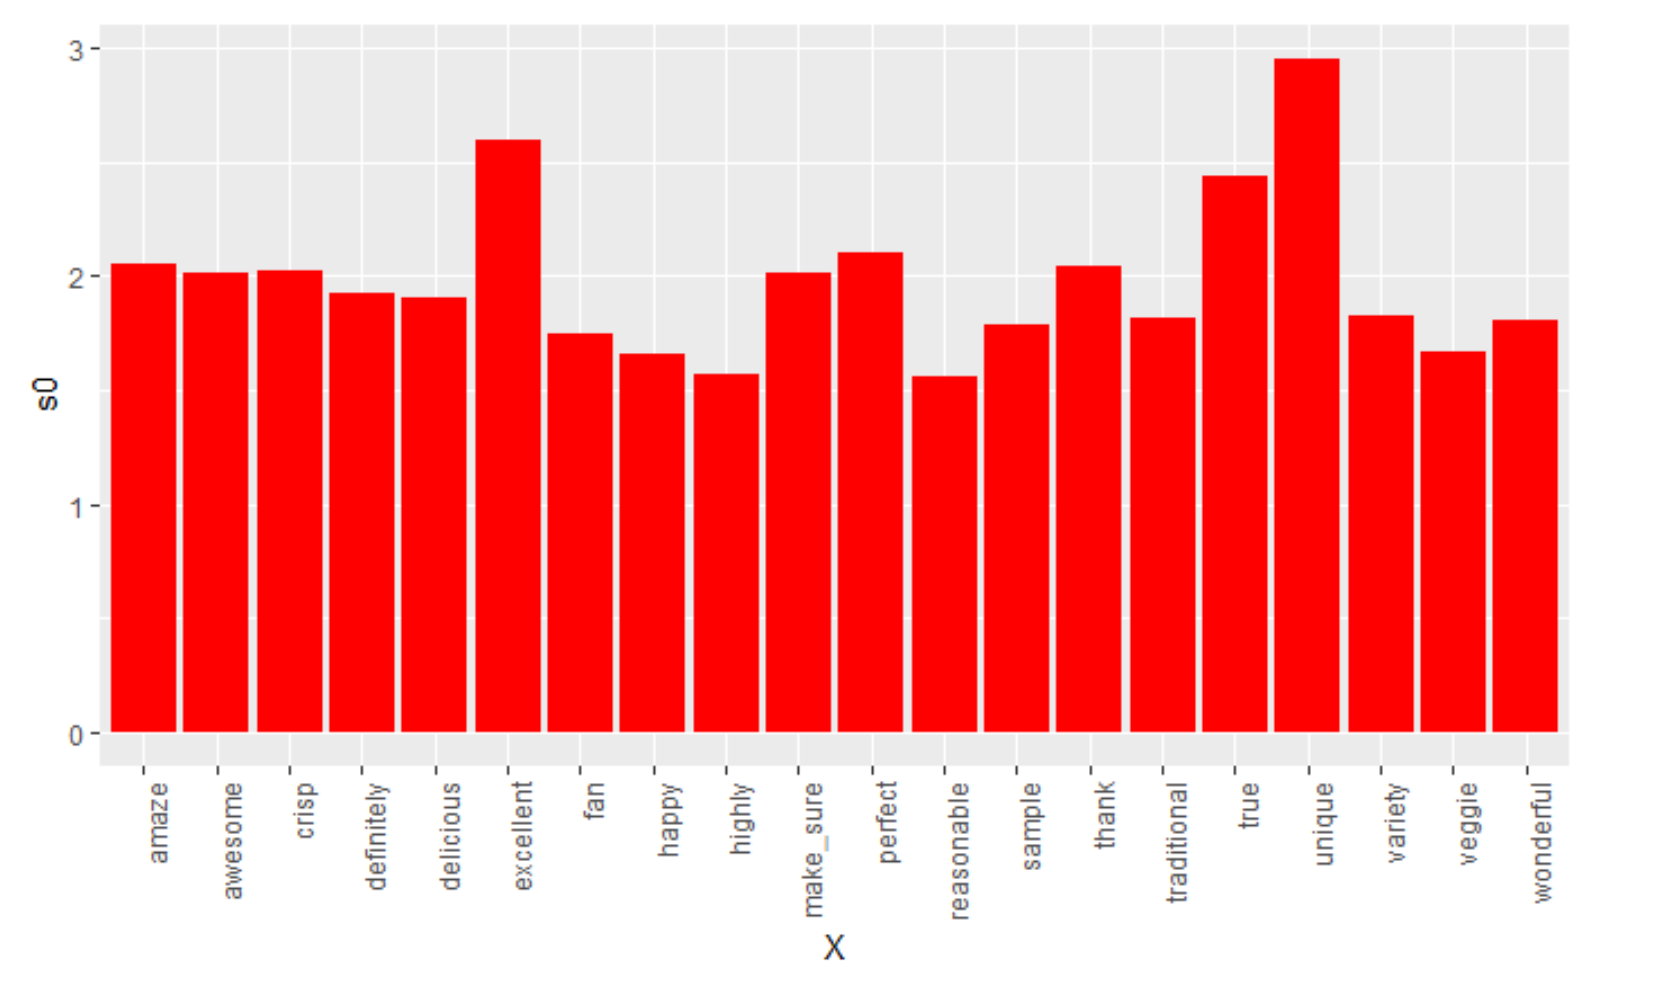 3
2
1
0
s0
amaze
awesome
crisp
definitely
delicious
excellent
fan
happy
highly
make_sure
perfect
reasonable
sample
thank
traditional
true
unique
variety
veggie
wonderful
X